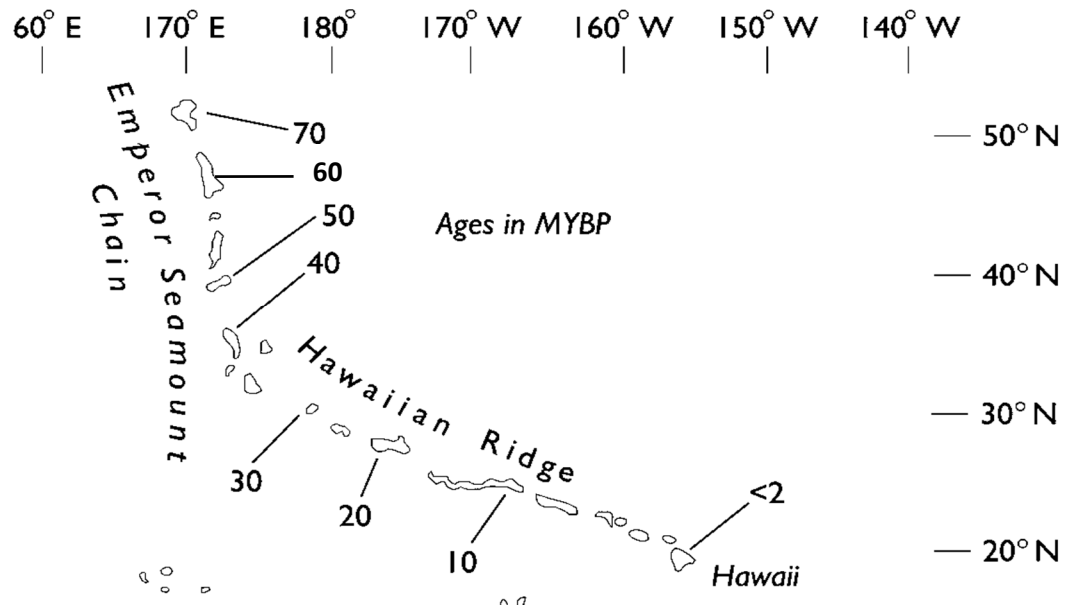 60° E 170° E 180° 170° W 160° W 150° W 140° W
Emperor Seamount
Chain
70
50° N
60
50
Ages in MYBP
40
40° N
Hawaiian Ridge
30° N
30
20
<2
10
20° N
Hawaii